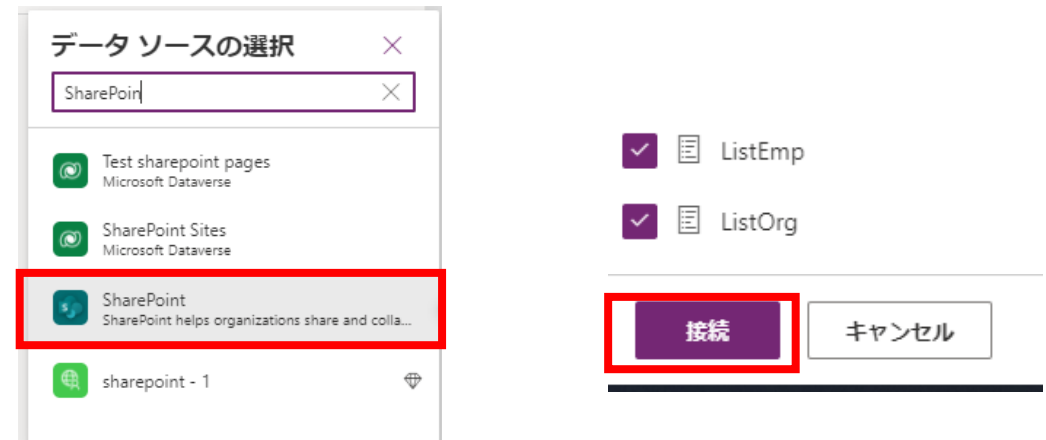 データ ソースの選択
SharePoin
Test sharepoint pages
Microsoft Dataverse
SharePoint Sites
Microsoft Dataverse
SharePoint
SharePoint helps organizations share and colla...
sharepoint - 1
ListEmp
ListOrg
接続
キャンセル